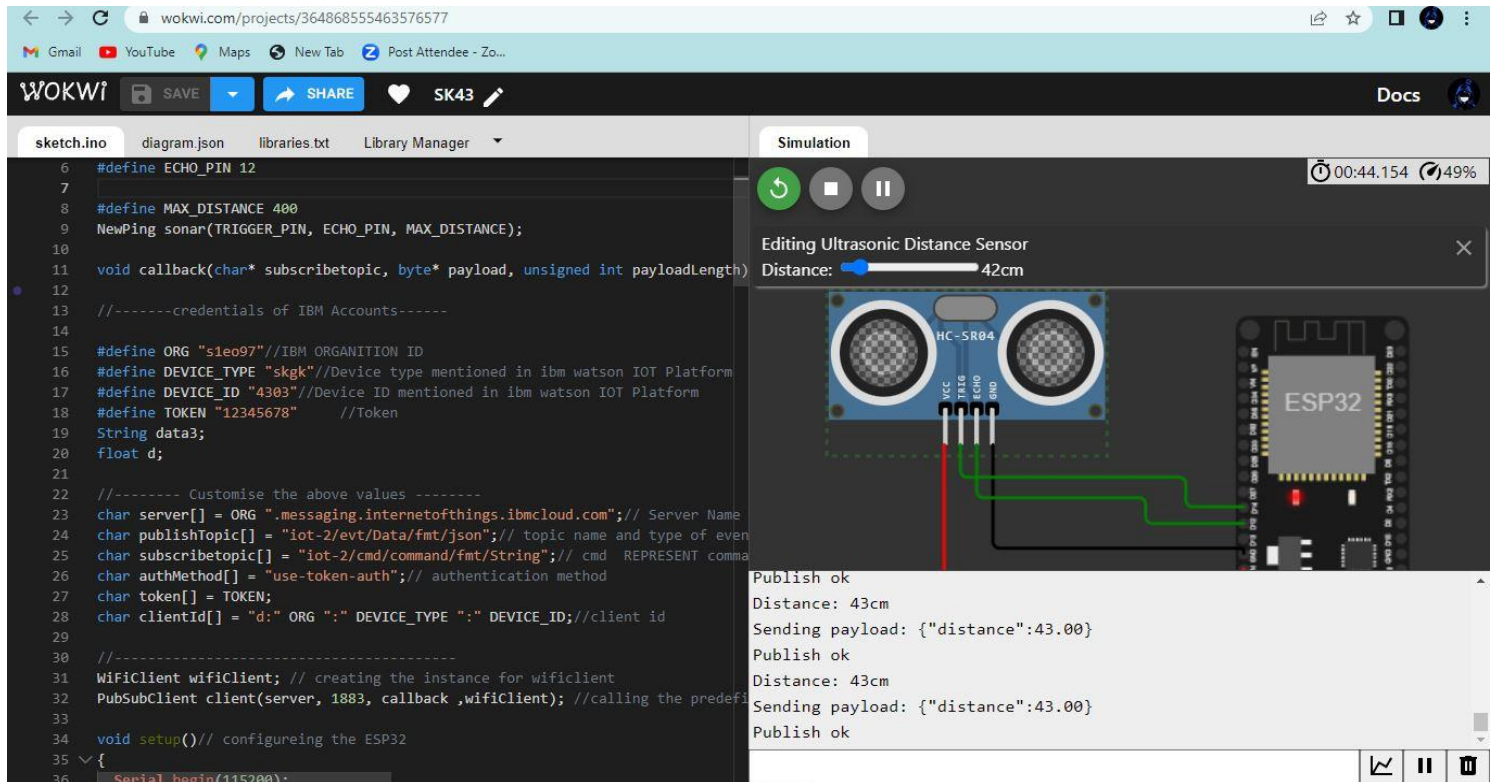 wokwi.com/projects/364868555463576577
Gmail YouTube Maps New Tab Post Attendee - Zo...
WOKWi SAVE SHARE SK43 Docs
sketch.ino diagram.json libraries.txt Library Manager
6 #define ECHO_PIN 12
7
8 #define MAX_DISTANCE 400
9 NewPing sonar(TRIGGER_PIN, ECHO_PIN, MAX_DISTANCE);
10
11 void callback(char* subscribetopic, byte* payload, unsigned int payloadLength)
12
13 //-------credentials of IBM Accounts------
14
15 #define ORG "s1eo97"//IBM ORGANITION ID
16 #define DEVICE_TYPE "skgk"//Device type mentioned in ibm watson IOT Platform
17 #define DEVICE_ID "4303"//Device ID mentioned in ibm watson IOT Platform
18 #define TOKEN "12345678" //Token
19 String data3;
20 float d;
21
22 //-------- Customise the above values --------
23 char server[] = ORG ".messaging.internetofthings.ibmcloud.com";// Server Name
24 char publishTopic[] = "iot-2/evt/Data/fmt/json";// topic name and type of even
25 char subscribetopic[] = "iot-2/cmd/command/fmt/String";// cmd REPRESENT comma
26 char authMethod[] = "use-token-auth";// authentication method
27 char token[] = TOKEN;
28 char clientId[] = "d:" ORG ":" DEVICE_TYPE ":" DEVICE_ID;//client id
29
30 //-----------------------------------------
31 WiFiClient wifiClient; // creating the instance for wificlient
32 PubSubClient client(server, 1883, callback ,wifiClient); //calling the predefi
33
34 void setup()// configureing the ESP32
35 {
36 Serial.begin(115200);
Simulation
00:44.154 49%
Editing Ultrasonic Distance Sensor
Distance: 42cm
HC-SR04
VCC
TRIG
ECHO
GND
ESP32
Publish ok
Distance: 43cm
Sending payload: {"distance":43.00}
Publish ok
Distance: 43cm
Sending payload: {"distance":43.00}
Publish ok